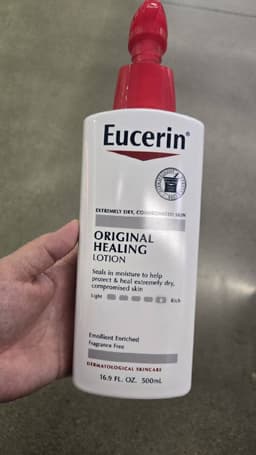 Eucerin®
EXTREMELY DRY, COMPROMISED SKIN
ORIGINAL
HEALING
LOTION
Seals in moisture to help
protect & heal extremely dry,
compromised skin
Light Rich
Emollient Enriched
Fragrance Free
DERMATOLOGICAL SKINCARE
16.9 FL. OZ. 500mL